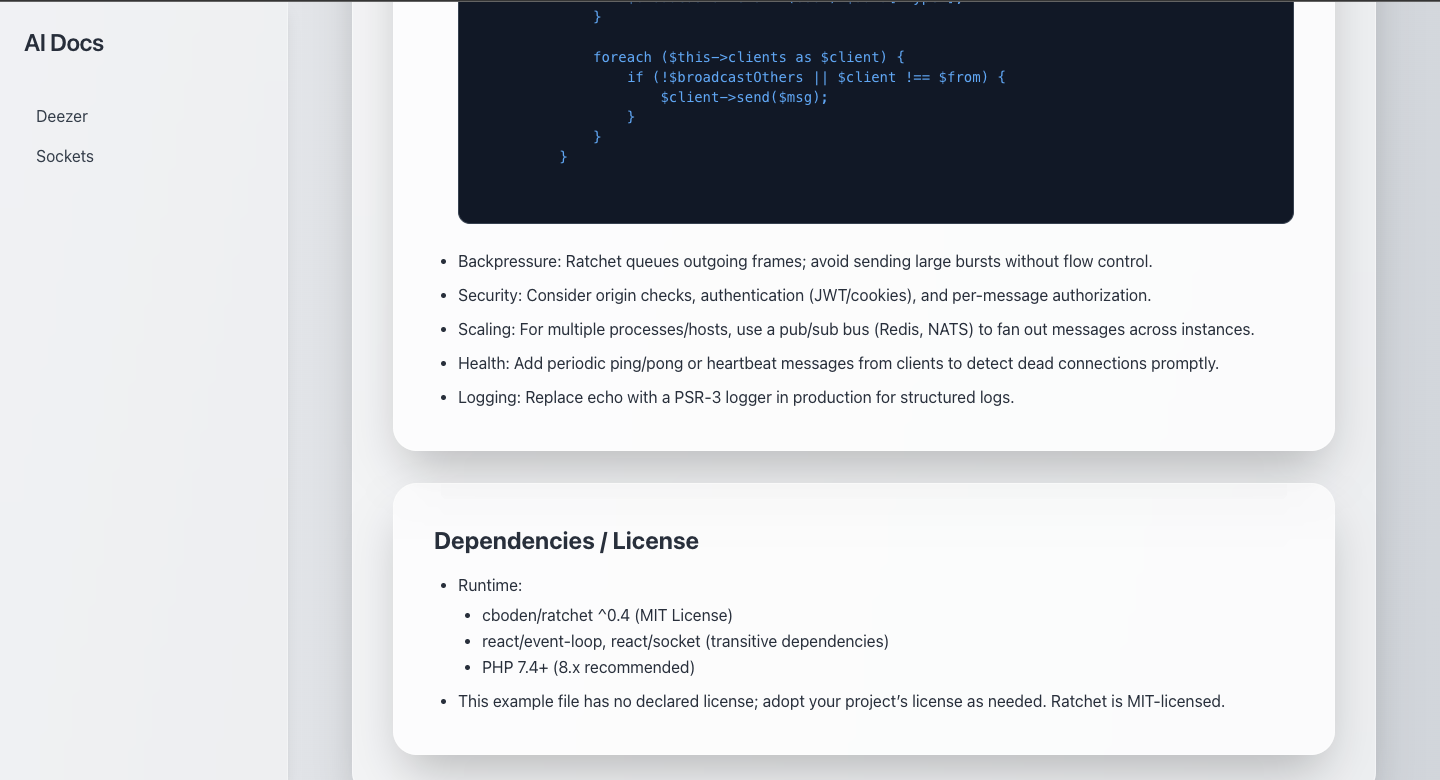 AI Docs
Deezer
Sockets
}
foreach ($this->clients as $client) {
if (!$broadcastOthers || $client !== $from) {
$client->send($msg);
}
}
}
• Backpressure: Ratchet queues outgoing frames; avoid sending large bursts without flow control.
• Security: Consider origin checks, authentication (JWT/cookies), and per-message authorization.
• Scaling: For multiple processes/hosts, use a pub/sub bus (Redis, NATS) to fan out messages across instances.
• Health: Add periodic ping/pong or heartbeat messages from clients to detect dead connections promptly.
• Logging: Replace echo with a PSR-3 logger in production for structured logs.
Dependencies / License
• Runtime:
• cboden/ratchet ^0.4 (MIT License)
• react/event-loop, react/socket (transitive dependencies)
• PHP 7.4+ (8.x recommended)
• This example file has no declared license; adopt your project’s license as needed. Ratchet is MIT-licensed.